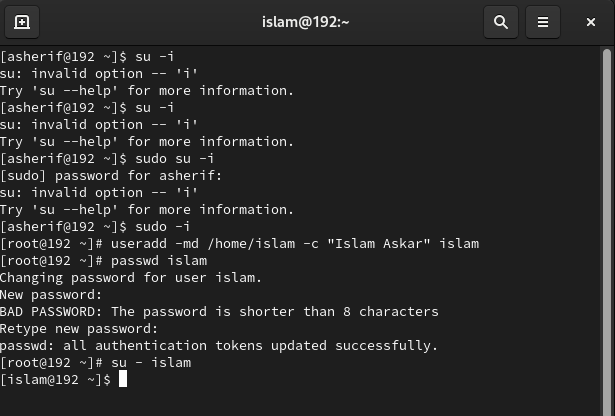 islam@192:~
[asherif@192 ~]$ su -i
su: invalid option -- 'i'
Try 'su --help' for more information.
[asherif@192 ~]$ su -i
su: invalid option -- 'i'
Try 'su --help' for more information.
[asherif@192 ~]$ sudo su -i
[sudo] password for asherif:
su: invalid option -- 'i'
Try 'su --help' for more information.
[asherif@192 ~]$ sudo -i
[root@192 ~]# useradd -md /home/islam -c "Islam Askar" islam
[root@192 ~]# passwd islam
Changing password for user islam.
New password:
BAD PASSWORD: The password is shorter than 8 characters
Retype new password:
passwd: all authentication tokens updated successfully.
[root@192 ~]# su - islam
[islam@192 ~]$